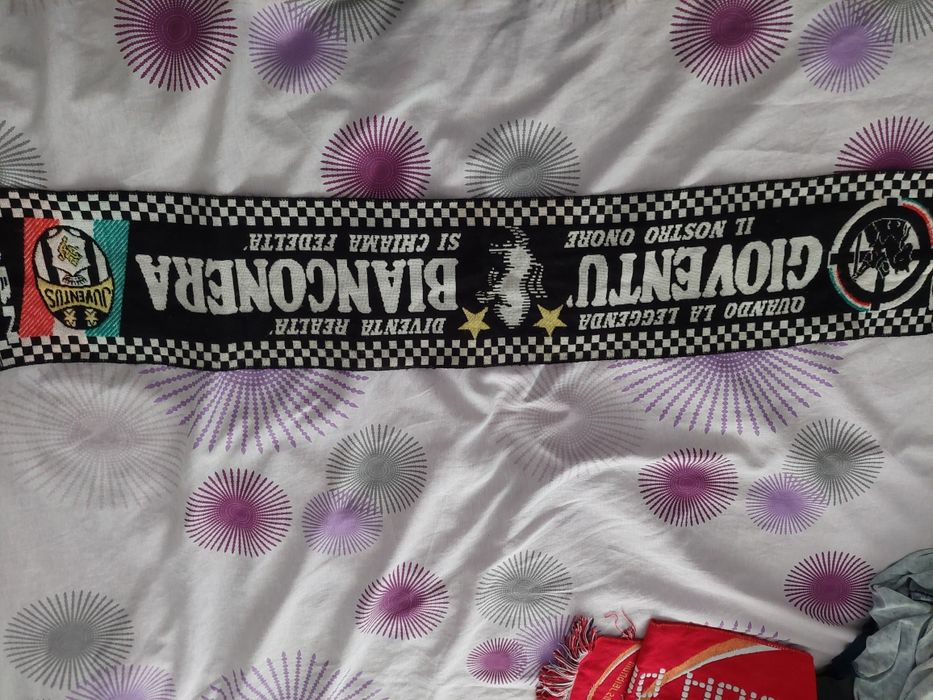 QUANDO LA LEGGENDA DIVENTA REALTA'
GIOVENTU' BIANCONERA
IL NOSTRO ONORE SI CHIAMA FEDELTA'
JUVENTUS